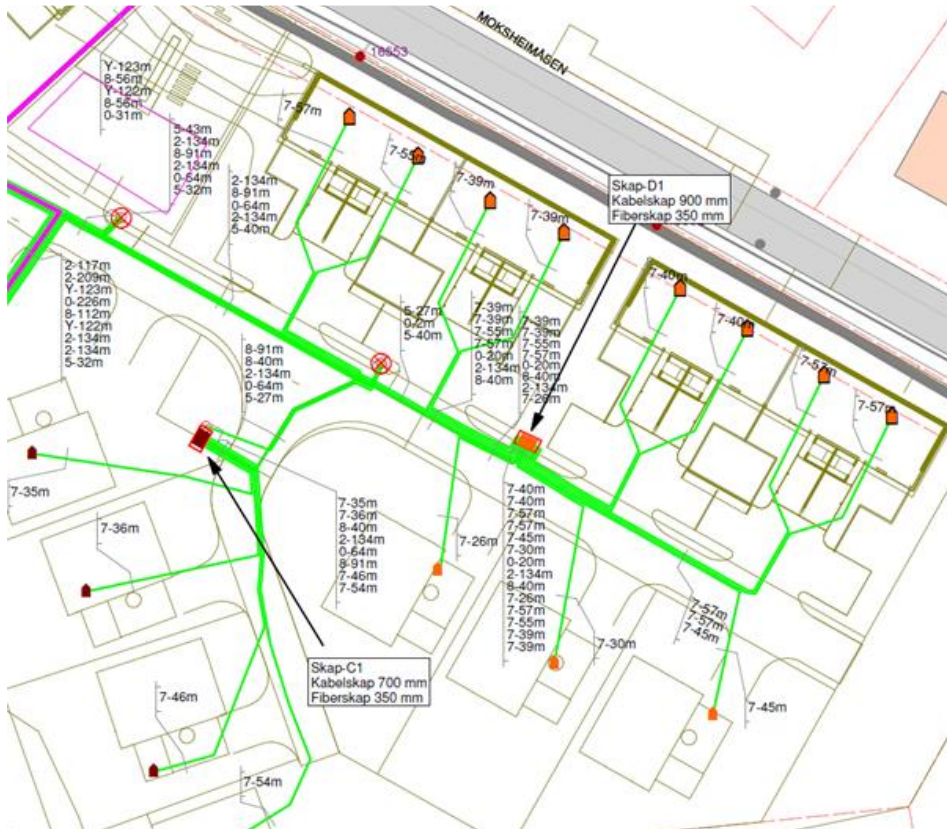 MOKSHEIMÅSEN
16553
Y-123m
8-56m
Y-122m
8-56m
0-31m
5-43m
2-134m
8-91m
2-134m
0-64m
5-32m
2-134m
8-91m
0-64m
2-134m
5-40m
7-57m
7-55m
7-39m
7-39m
Skap-D1
Kabelskap 900 mm
Fiberskap 350 mm
7-40m
7-40m
7-57m
7-57m
2-117m
2-209m
Y-123m
0-226m
8-112m
Y-122m
2-134m
2-134m
5-32m
8-91m
8-40m
2-134m
0-64m
5-27m
5-27m
0-2m
5-40m
7-39m
7-39m
7-55m
7-57m
0-20m
2-134m
8-40m
7-39m
7-39m
7-55m
7-57m
0-20m
8-40m
2-134m
7-26m
7-35m
7-36m
7-35m
7-36m
8-40m
2-134m
0-64m
8-91m
7-46m
7-54m
7-26m
7-40m
7-40m
7-57m
7-57m
7-45m
7-30m
0-20m
2-134m
8-40m
7-26m
7-57m
7-55m
7-39m
7-39m
7-57m
7-57m
7-45m
7-30m
7-45m
Skap-C1
Kabelskap 700 mm
Fiberskap 350 mm
7-46m
7-54m